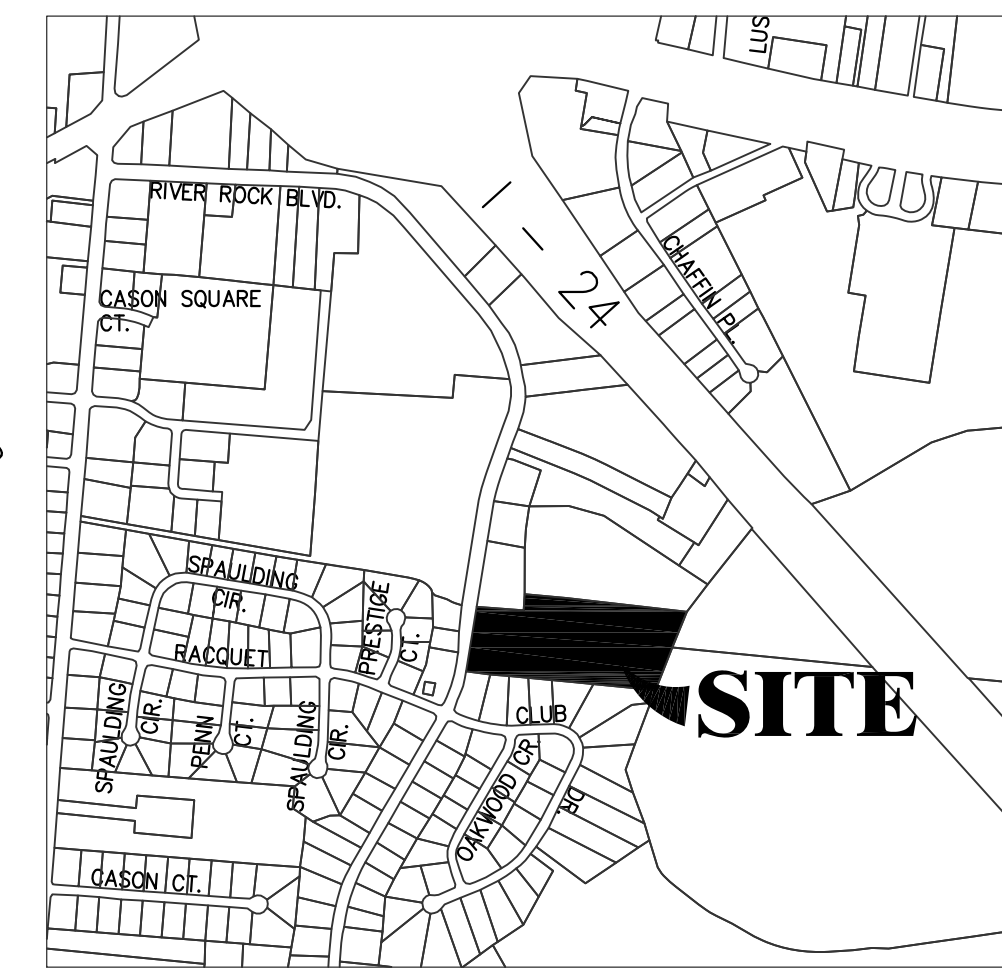 LUS
RIVER ROCK BLVD.
I - 24
CHAFFIN PL.
CASON SQUARE
CT.
SPAULDING
CIR.
PRESTIGE
CT.
RACQUET
SITE
SPAULDING
CIR.
PENN
CT.
SPAULDING
CIR.
CLUB
DR.
OAKWOOD CR.
CASON CT.